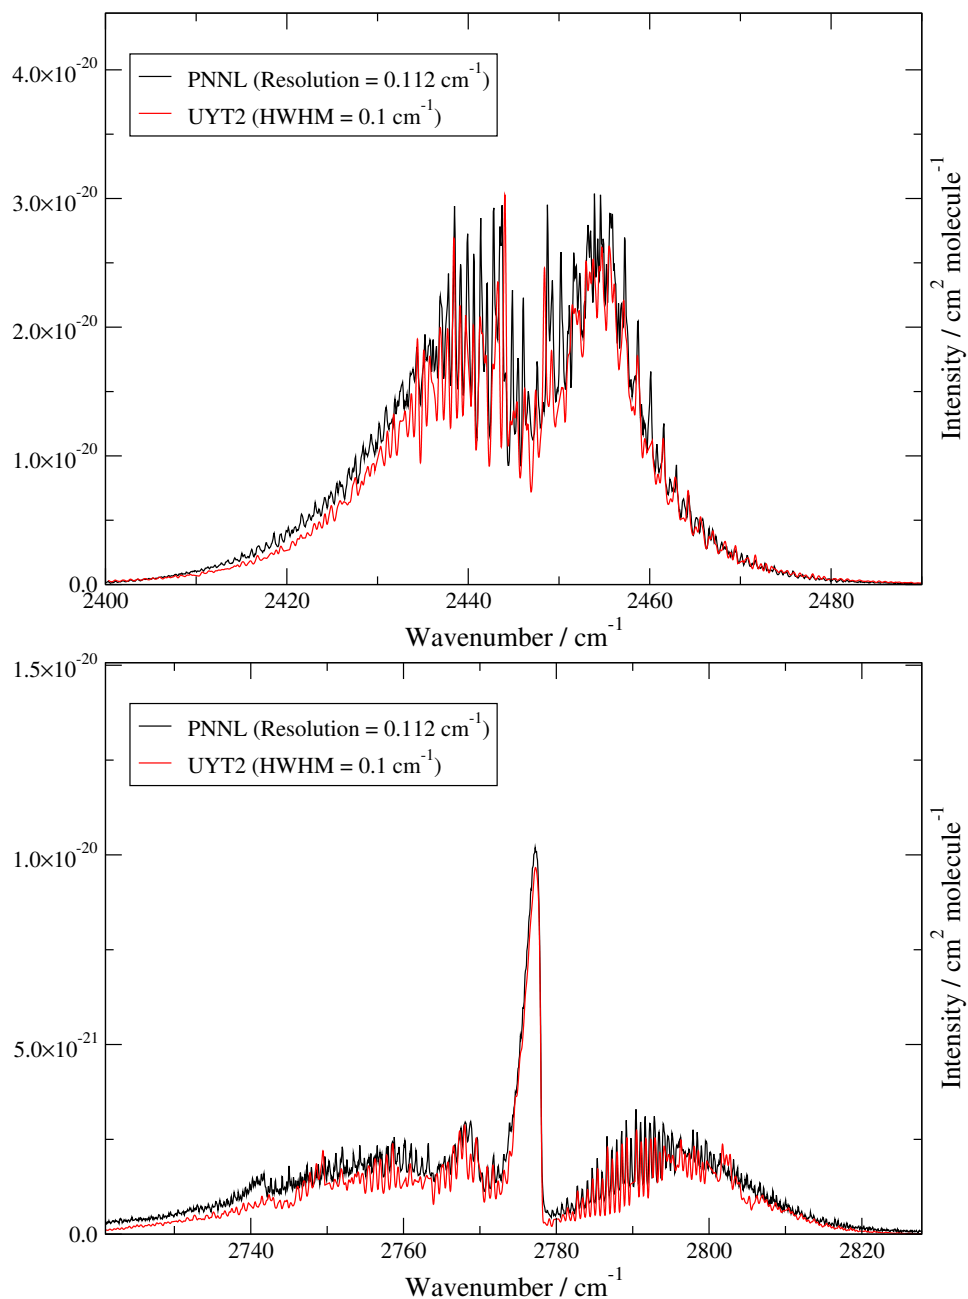 4.0×10⁻²⁰
3.0×10⁻²⁰
2.0×10⁻²⁰
1.0×10⁻²⁰
0.0
PNNL (Resolution = 0.112 cm⁻¹)
UYT2 (HWHM = 0.1 cm⁻¹)
Intensity / cm² molecule⁻¹
2400 2420 2440 2460 2480
Wavenumber / cm⁻¹
1.5×10⁻²⁰
1.0×10⁻²⁰
5.0×10⁻²¹
0.0
PNNL (Resolution = 0.112 cm⁻¹)
UYT2 (HWHM = 0.1 cm⁻¹)
Intensity / cm² molecule⁻¹
2740 2760 2780 2800 2820
Wavenumber / cm⁻¹